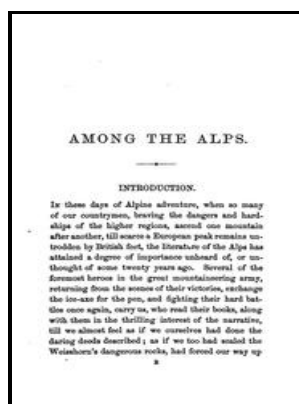 AMONG THE ALPS.
INTRODUCTION.
In these days of Alpine adventure, when so many
of our countrymen, braving the dangers and hard-
ships of the higher regions, ascend one mountain
after another, till scarce a European peak remains un-
trodden by British feet, the literature of the Alps has
attained a degree of importance unheard of, or un-
thought of some twenty years ago. Several of the
foremost heroes in the great mountaineering army,
returning from the scenes of their victories, exchange
the ice-axe for the pen, and fighting their hard bat-
tles once again, carry us, who read their books, along
with them in the thrilling interest of the narrative,
till we almost feel as if we ourselves had done the
daring deeds described; as if we too had scaled the
Weisshorn's dangerous rocks, had forced our way up
B